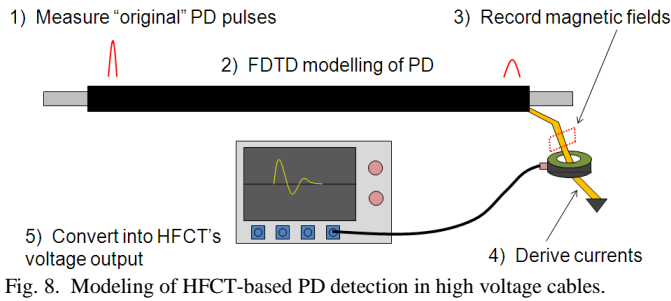 1) Measure “original” PD pulses
3) Record magnetic fields
2) FDTD modelling of PD
5) Convert into HFCT's
voltage output
4) Derive currents
Fig. 8. Modeling of HFCT-based PD detection in high voltage cables.